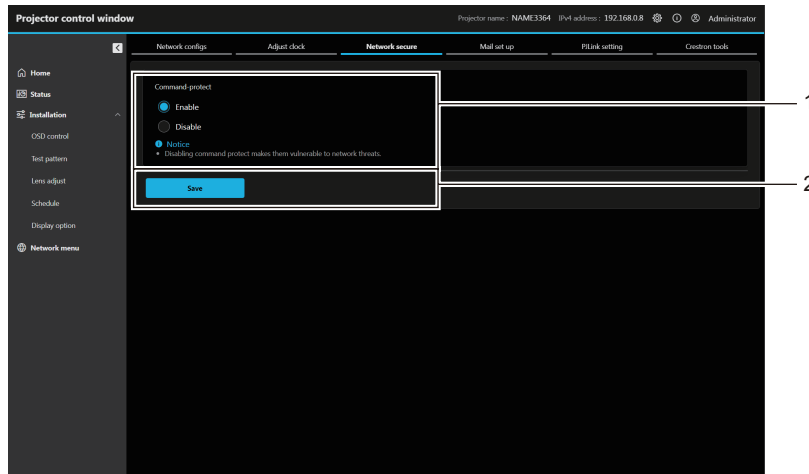 Projector control window
Projector name : NAME3364 IPv4 address : 192.168.0.8 Administrator
Network configs Adjust clock Network secure Mail set up PJLink setting Crestron tools
Home
Status
Installation
OSD control
Test pattern
Lens adjust
Schedule
Display option
Network menu
Command-protect
Enable
Disable
Notice
• Disabling command protect makes them vulnerable to network threats.
Save
1
2